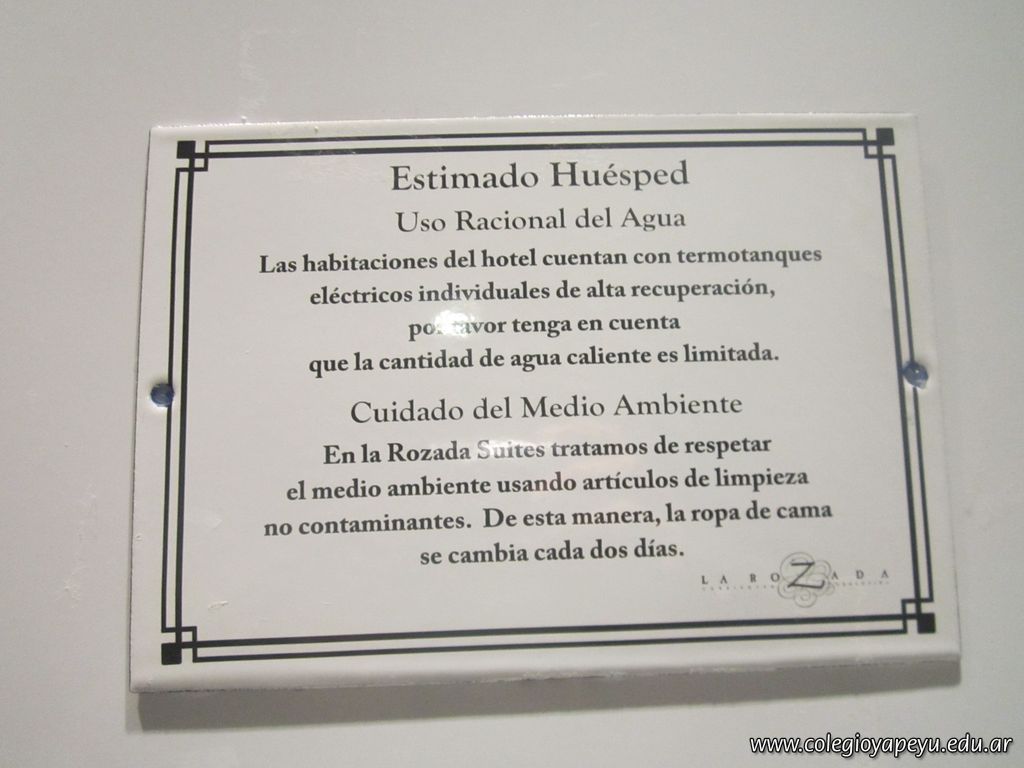 Estimado Huésped
Uso Racional del Agua
Las habitaciones del hotel cuentan con termotanques
eléctricos individuales de alta recuperación,
por favor tenga en cuenta
que la cantidad de agua caliente es limitada.
Cuidado del Medio Ambiente
En la Rozada Suites tratamos de respetar
el medio ambiente usando artículos de limpieza
no contaminantes. De esta manera, la ropa de cama
se cambia cada dos días.
LA ROZADA
www.colegioyapeyu.edu.ar